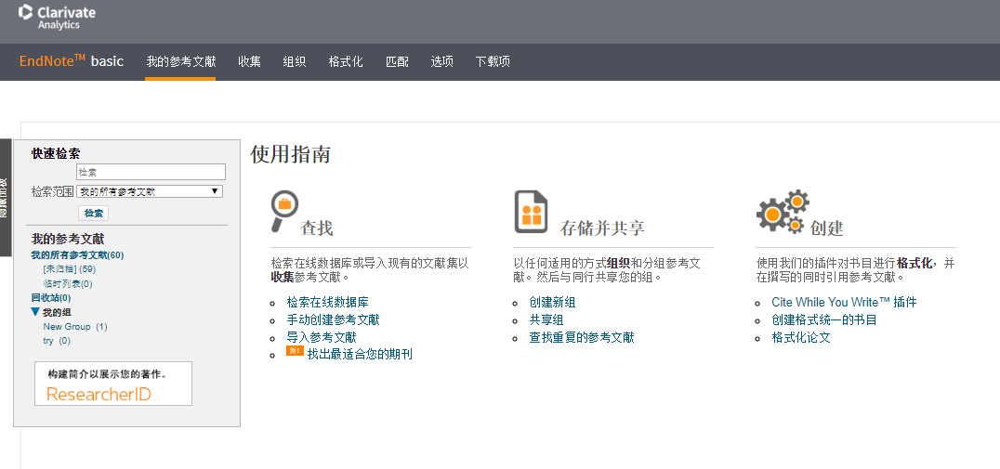 Clarivate
Analytics
EndNote™ basic 我的参考文献 收集 组织 格式化 匹配 选项 下载项
隐藏面板
快速检索
检索
检索范围 我的所有参考文献
检索
我的参考文献
我的所有参考文献(60)
[未归档] (59)
临时列表(0)
回收站(0)
我的组
New Group (1)
try (0)
构建简介以展示您的著作。
ResearcherID
使用指南
查找
检索在线数据库或导入现有的文献集以
收集参考文献。
检索在线数据库
手动创建参考文献
导入参考文献
新! 找出最适合您的期刊
存储并共享
以任何适用的方式组织和分组参考文
献。然后与同行共享您的组。
创建新组
共享组
查找重复的参考文献
创建
使用我们的插件对书目进行格式化，并
在撰写的同时引用参考文献。
Cite While You Write™ 插件
创建格式统一的书目
格式化论文